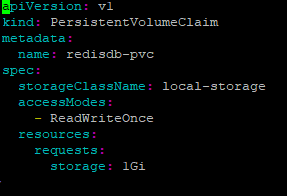 apiVersion: v1
kind: PersistentVolumeClaim
metadata:
  name: redisdb-pvc
spec:
  storageClassName: local-storage
  accessModes:
    - ReadWriteOnce
  resources:
    requests:
      storage: 1Gi